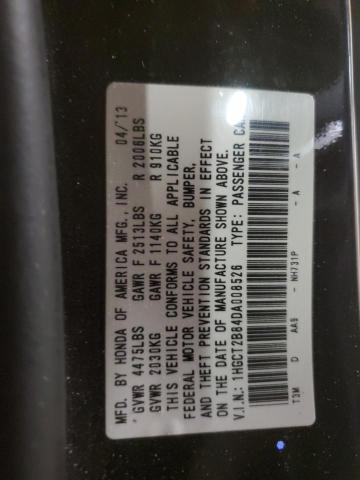 MFD. BY HONDA OF AMERICA MFG., INC. 04/13
GVWR 4475LBS GAWR F 2513LBS R 2006LBS
GVWR 2030KG GAWR F 1140KG R 910KG
THIS VEHICLE CONFORMS TO ALL APPLICABLE
FEDERAL MOTOR VEHICLE SAFETY, BUMPER,
AND THEFT PREVENTION STANDARDS IN EFFECT
ON THE DATE OF MANUFACTURE SHOWN ABOVE.
V.I.N.: 1HGCT2B84DA008526 TYPE: PASSENGER CAR
T3M D AA9 - NH731P - A - A